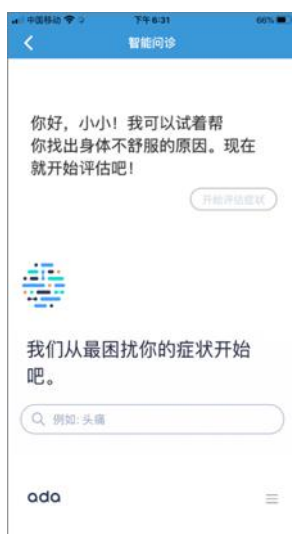 中国移动
下午6:31
66%
智能问诊
你好，小小！我可以试着帮
你找出身体不舒服的原因。现在
就开始评估吧！
开始评估症状
我们从最困扰你的症状开始
吧。
例如: 头痛
ada